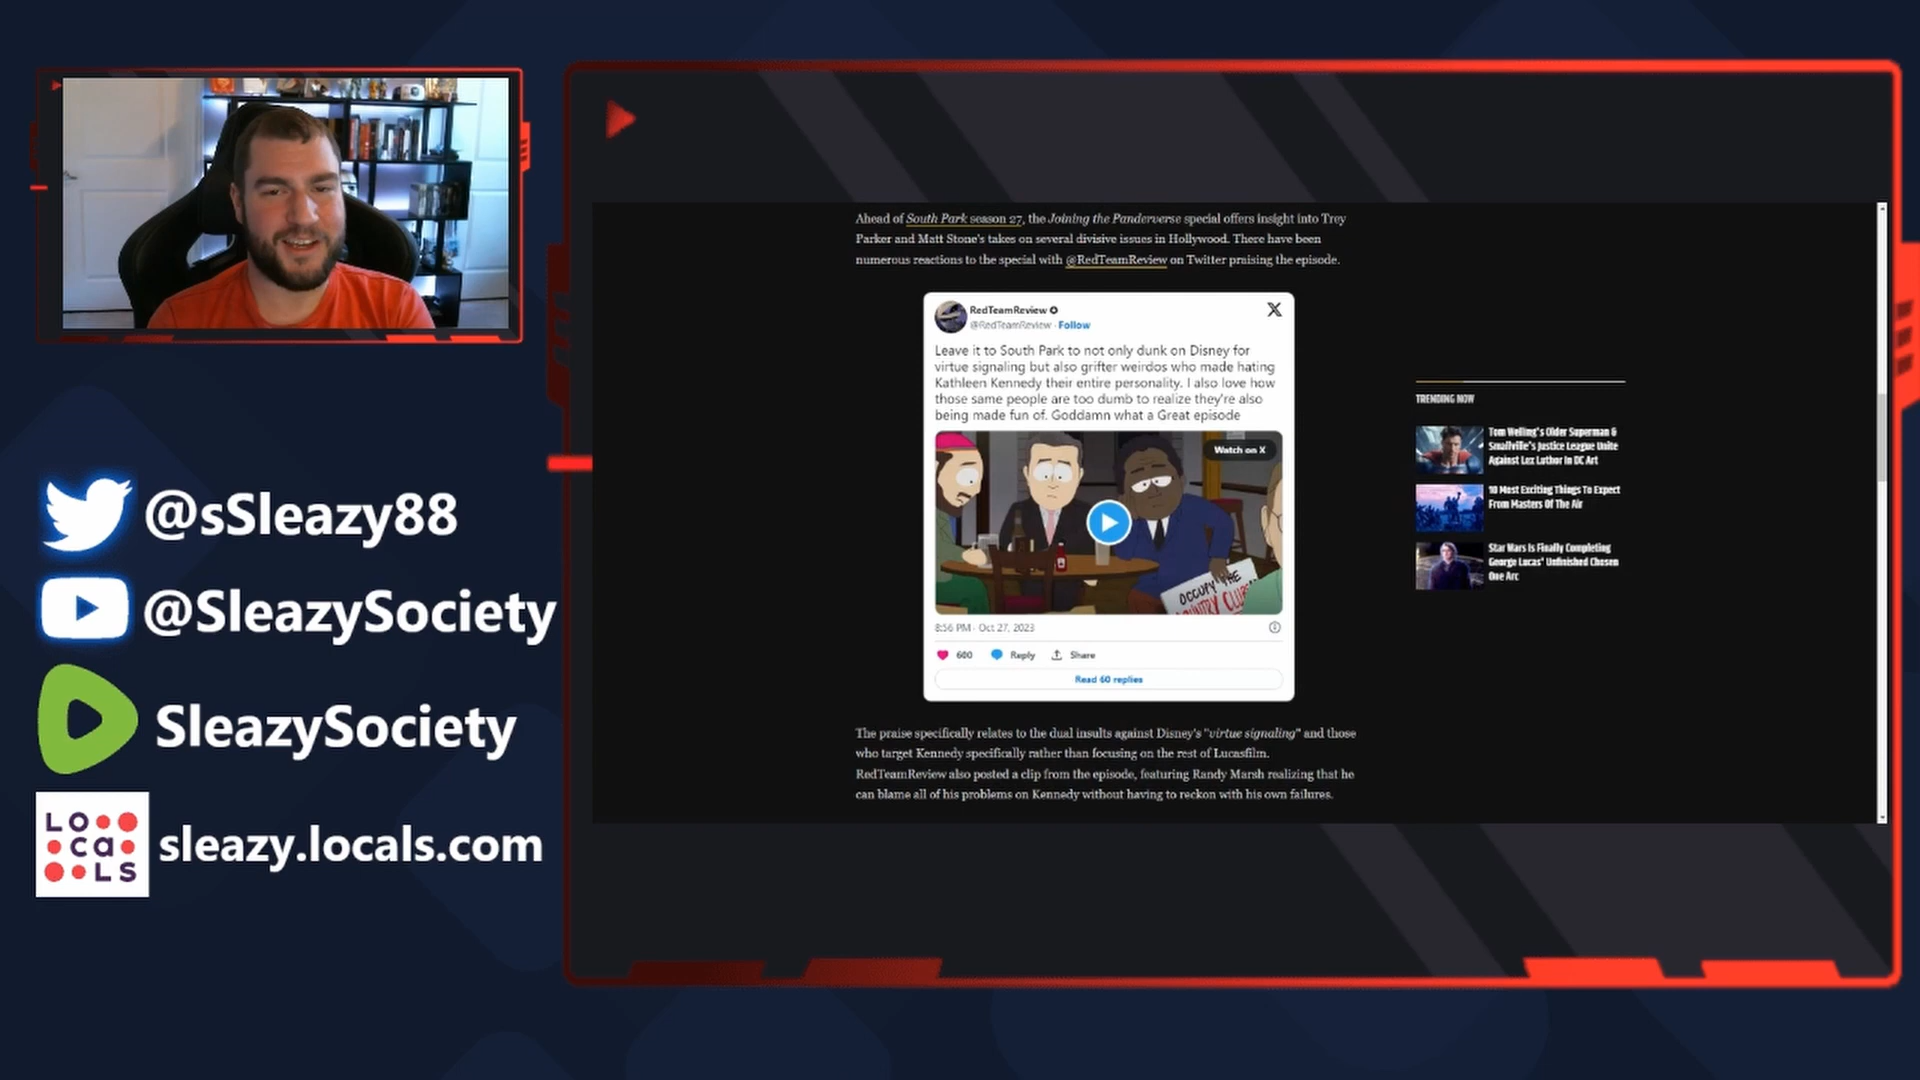 @sSleazy88
@SleazySociety
SleazySociety
LOcaLS
sleazy.locals.com
Ahead of South Park season 27, the Joining the Panderverse special offers insight into Trey
Parker and Matt Stone's takes on several divisive issues in Hollywood. There have been
numerous reactions to the special with @RedTeamReview on Twitter praising the episode.
RedTeamReview
@RedTeamReview · Follow
Leave it to South Park to not only dunk on Disney for
virtue signaling but also grifter weirdos who made hating
Kathleen Kennedy their entire personality. I also love how
those same people are too dumb to realize they're also
being made fun of. Goddamn what a Great episode
Watch on X
OCCUPY THE
COUNTRY CLUB
8:56 PM · Oct 27, 2023
600 Reply Share
Read 60 replies
The praise specifically relates to the dual insults against Disney's "virtue signaling" and those
who target Kennedy specifically rather than focusing on the rest of Lucasfilm.
RedTeamReview also posted a clip from the episode, featuring Randy Marsh realizing that he
can blame all of his problems on Kennedy without having to reckon with his own failures.
TRENDING NOW
Tom Welling's Older Superman &
Smallville's Justice League Unite
Against Lex Luthor In DC Art
10 Most Exciting Things To Expect
From Masters Of The Air
Star Wars Is Finally Completing
George Lucas' Unfinished Chosen
One Arc